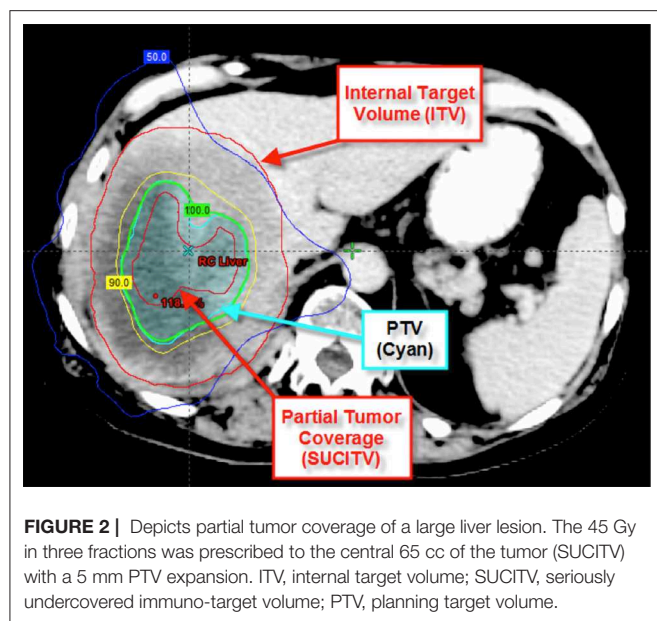 50.0
Internal Target
Volume (ITV)
100.0
RC Liver
90.0
PTV
(Cyan)
Partial Tumor
Coverage
(SUCITV)
FIGURE 2 | Depicts partial tumor coverage of a large liver lesion. The 45 Gy
in three fractions was prescribed to the central 65 cc of the tumor (SUCITV)
with a 5 mm PTV expansion. ITV, internal target volume; SUCITV, seriously
undercovered immuno-target volume; PTV, planning target volume.